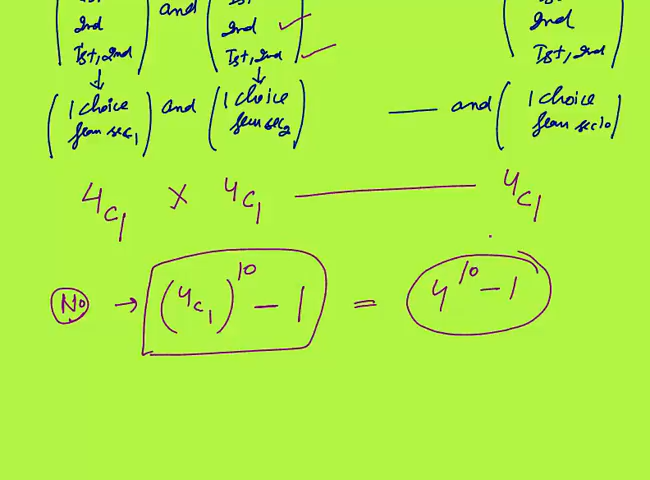 and
2nd 2nd 2nd
Ist, 2nd Ist, 2nd Ist, 2nd
(1 choice from sec1) and (1 choice from sec2) — and (1 choice from sec10)
4C1 × 4C1 — 4C1
No → (4C1)^10 - 1 = 4^10 - 1